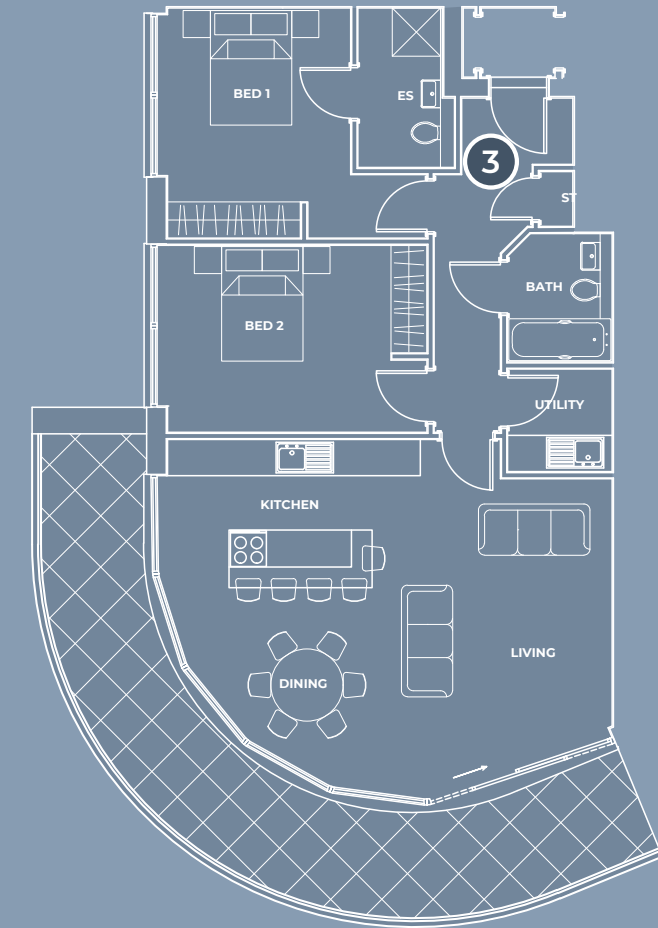 BED 1
ES
3
ST
BATH
BED 2
UTILITY
KITCHEN
LIVING
DINING